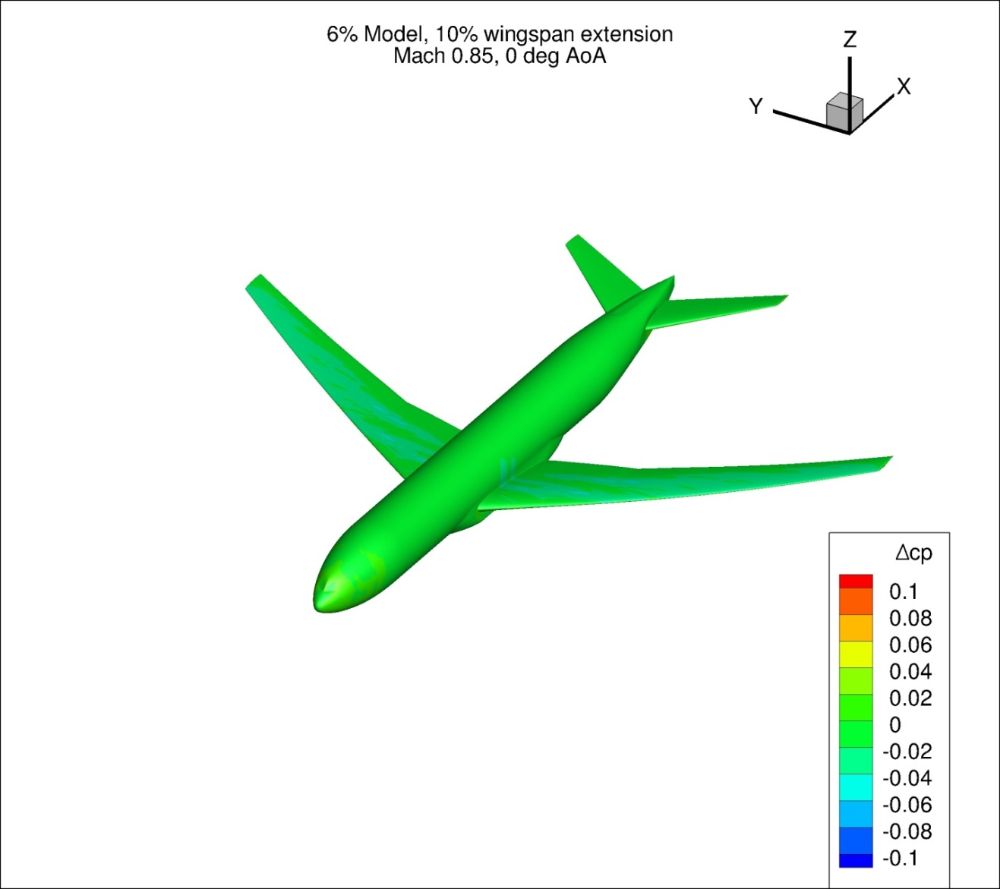 6% Model, 10% wingspan extension
Mach 0.85, 0 deg AoA
Z
X
Y
Δcp
0.1
0.08
0.06
0.04
0.02
0
-0.02
-0.04
-0.06
-0.08
-0.1